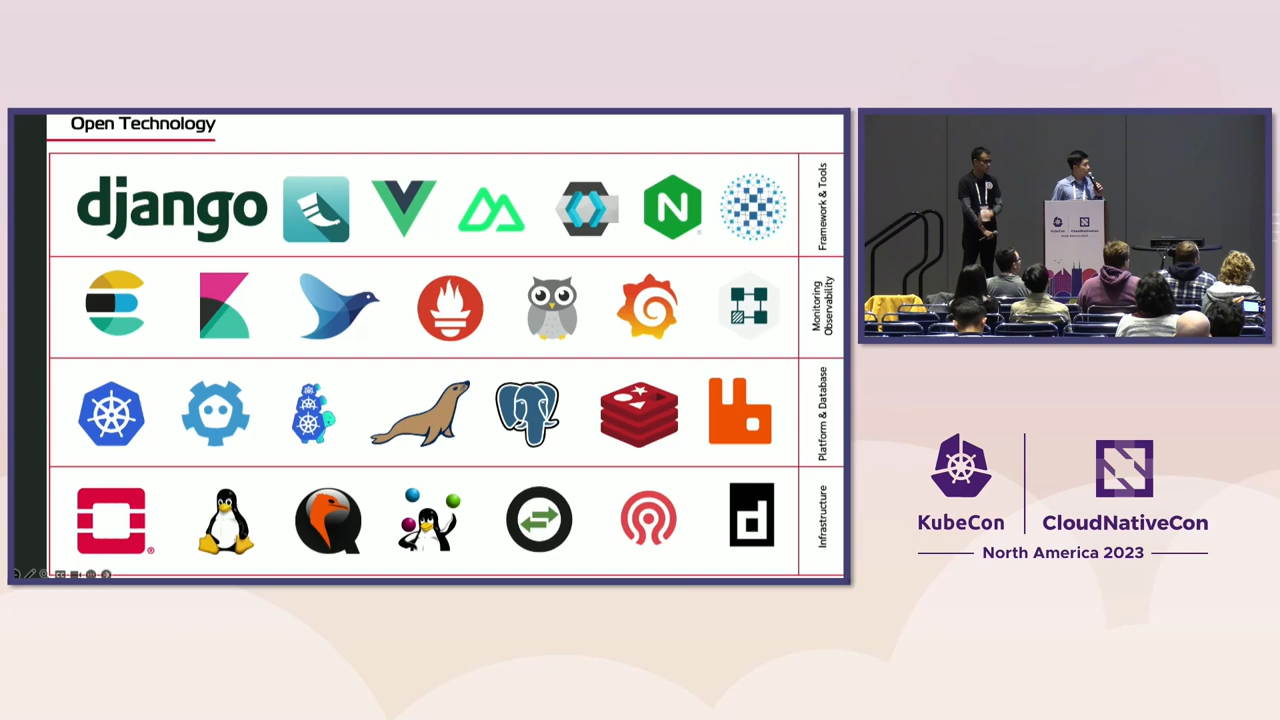 Open Technology
django
Framework & Tools
N
Monitoring
Observability
Platform & Database
Infrastructure
d
KubeCon
CloudNativeCon
North America 2023